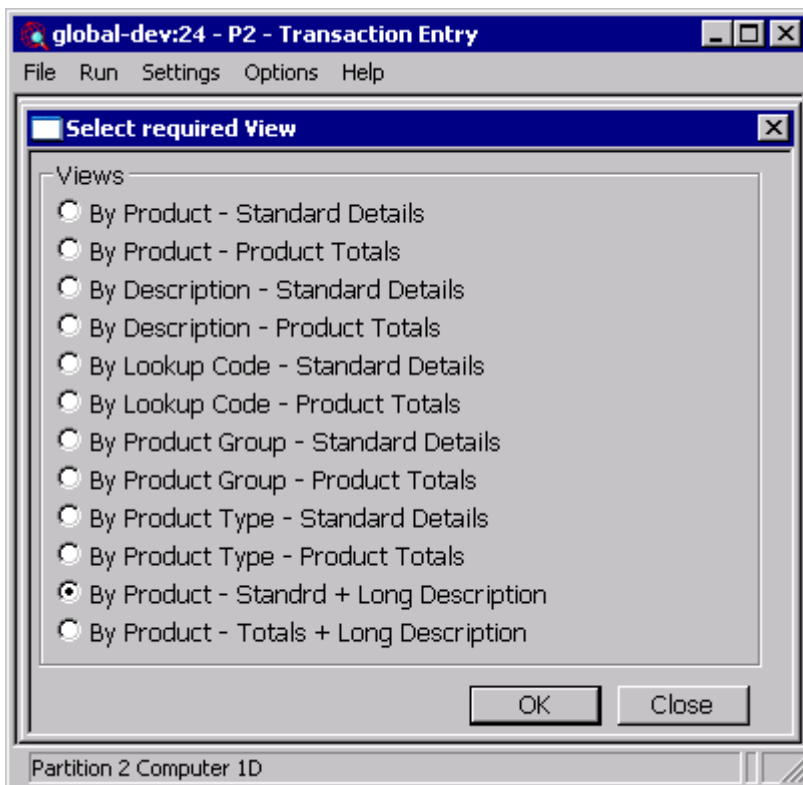 global-dev:24 - P2 - Transaction Entry
File Run Settings Options Help
Select required View
Views
By Product - Standard Details
By Product - Product Totals
By Description - Standard Details
By Description - Product Totals
By Lookup Code - Standard Details
By Lookup Code - Product Totals
By Product Group - Standard Details
By Product Group - Product Totals
By Product Type - Standard Details
By Product Type - Product Totals
By Product - Standrd + Long Description
By Product - Totals + Long Description
OK Close
Partition 2 Computer 1D